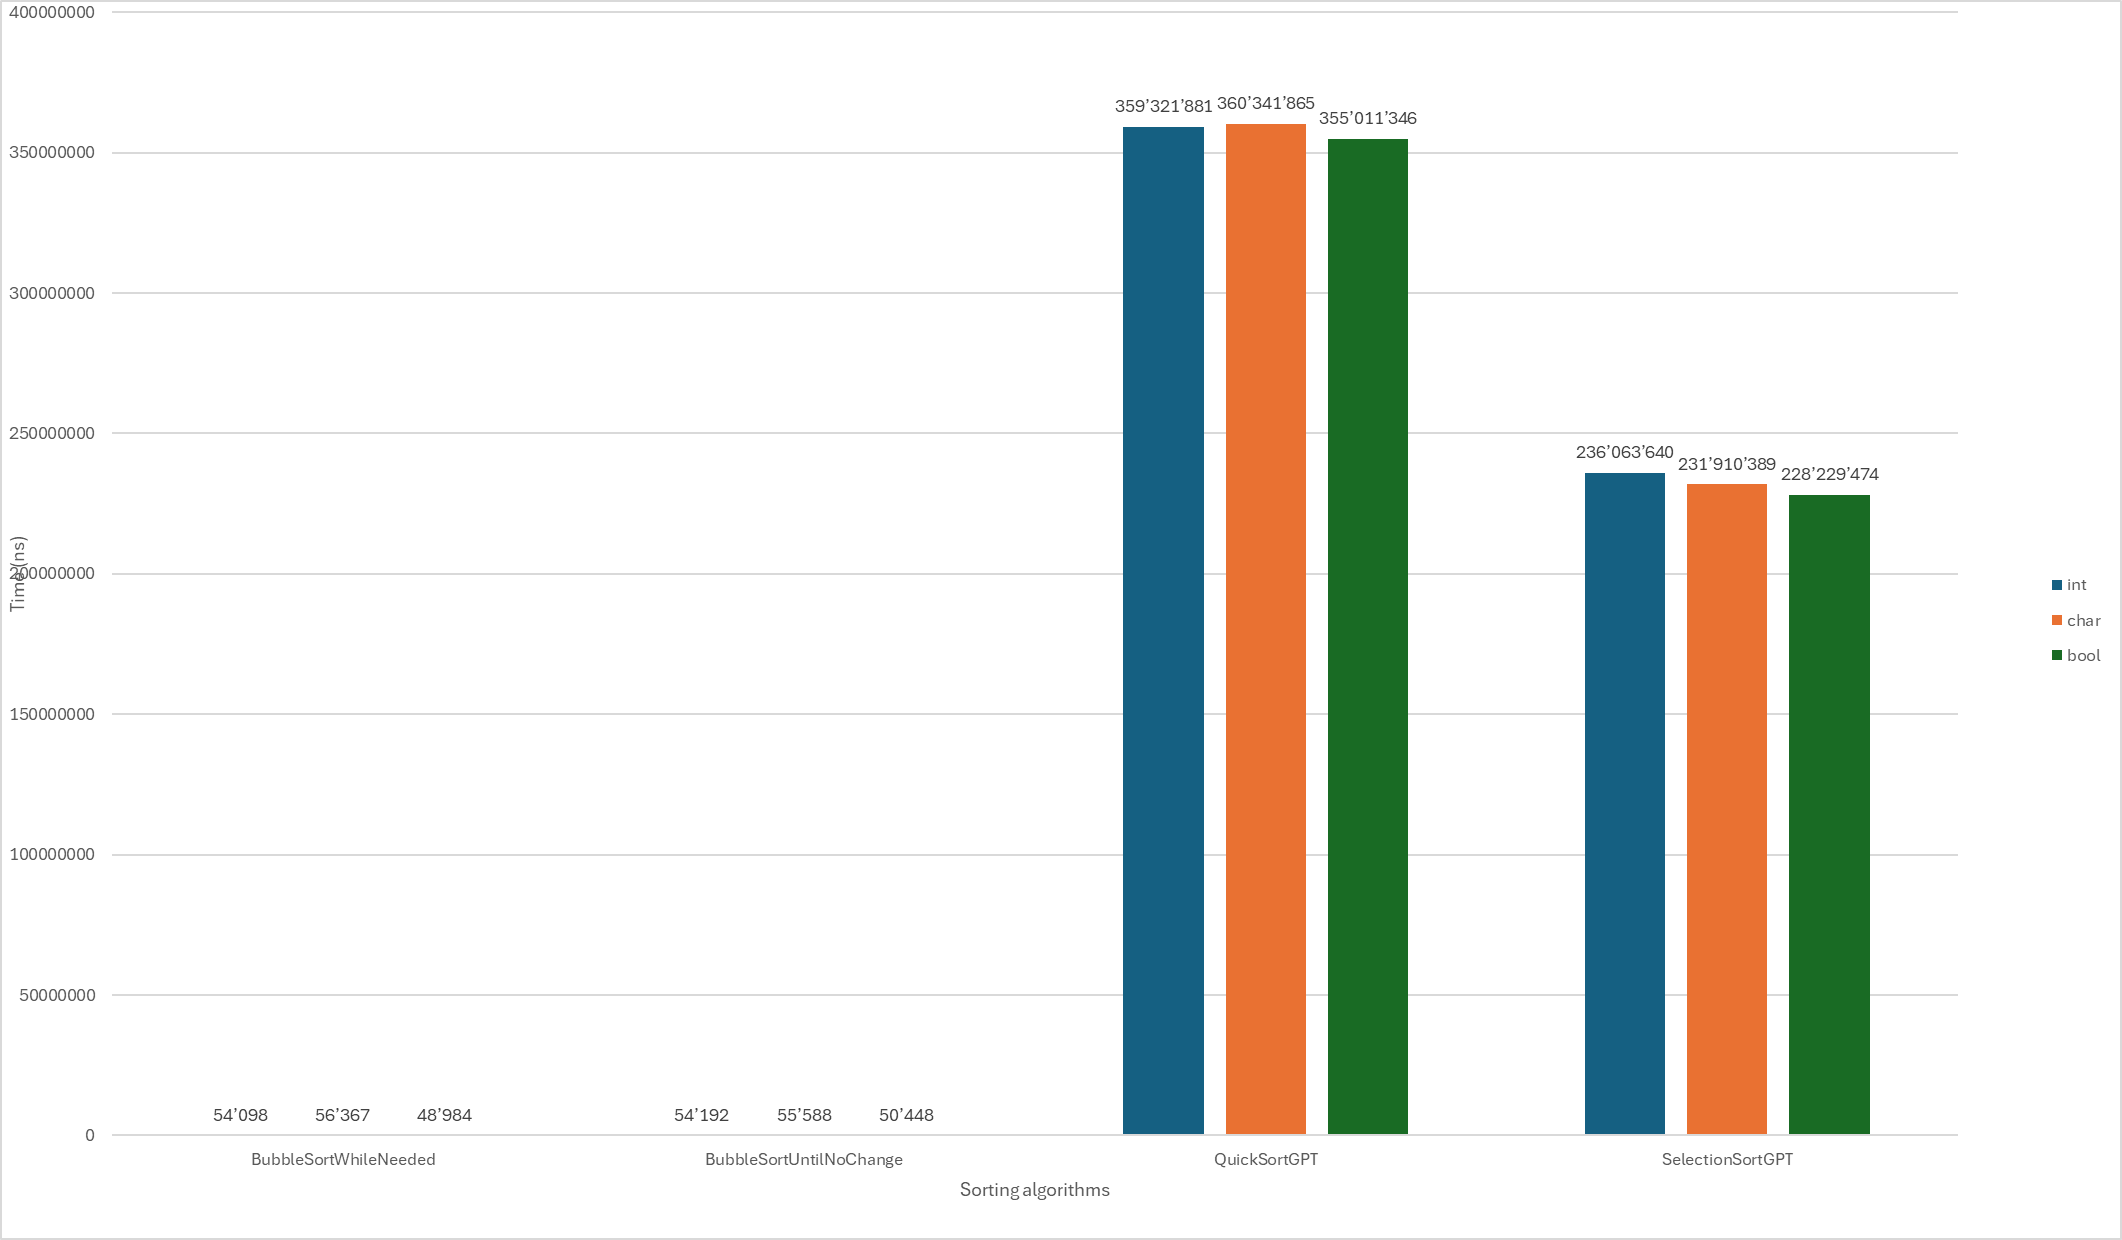 400000000
359’321’881 360’341’865 355’011’346
350000000
300000000
250000000
236’063’640 231’910’389 228’229’474
Time (ns)
200000000
int
char
bool
150000000
100000000
50000000
54’098 56’367 48’984 54’192 55’588 50’448
0
BubbleSortWhileNeeded BubbleSortUntilNoChange QuickSortGPT SelectionSortGPT
Sorting algorithms